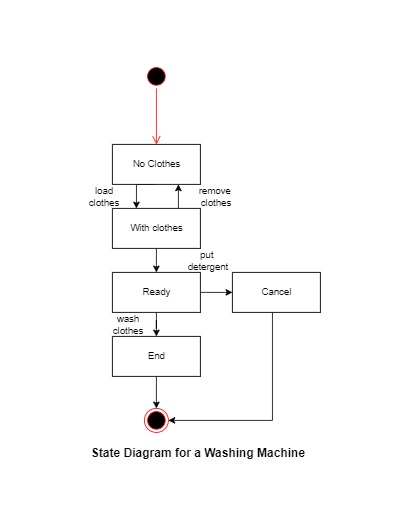 No Clothes
load
clothes
remove
clothes
With clothes
put
detergent
Ready
Cancel
wash
clothes
End
State Diagram for a Washing Machine